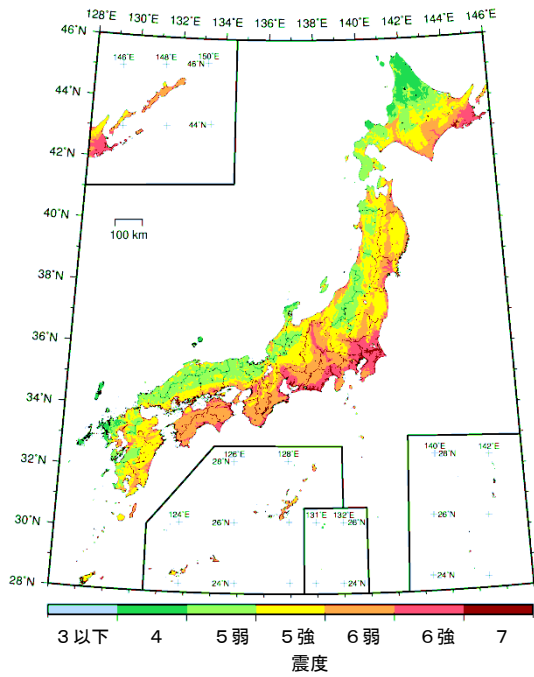 128°E 130°E 132°E 134°E 136°E 138°E 140°E 142°E 144°E 146°E
46°N
146°E 148°E 150°E
46°N
44°N
44°N
42°N
40°N
100 km
38°N
36°N
34°N
32°N
126°E 128°E
28°N
140°E 142°E
28°N
124°E
26°N
131°E 132°E
26°N
26°N
30°N
24°N
24°N
24°N
28°N
3以下 4 5弱 5強 6弱 6強 7
震度